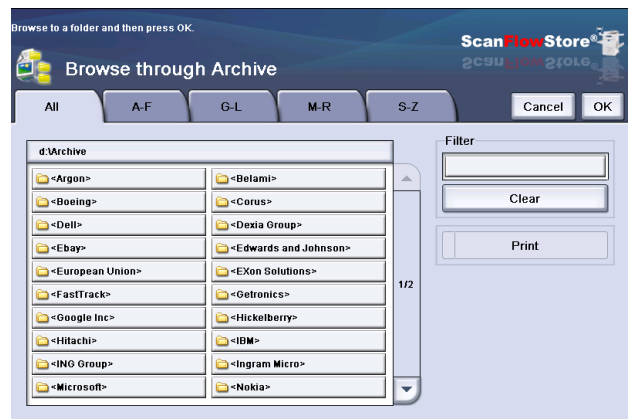 Browse to a folder and then press OK.
ScanFlowStore®
Browse through Archive
All
A-F
G-L
M-R
S-Z
Cancel
OK
d:\Archive
Filter
<Argon>
<Belami>
Clear
<Boeing>
<Corus>
<Dell>
<Dexia Group>
Print
<Ebay>
<Edwards and Johnson>
<European Union>
<EXon Solutions>
1/2
<FastTrack>
<Getronics>
<Google Inc>
<Hickelberry>
<Hitachi>
<IBM>
<ING Group>
<Ingram Micro>
<Microsoft>
<Nokia>